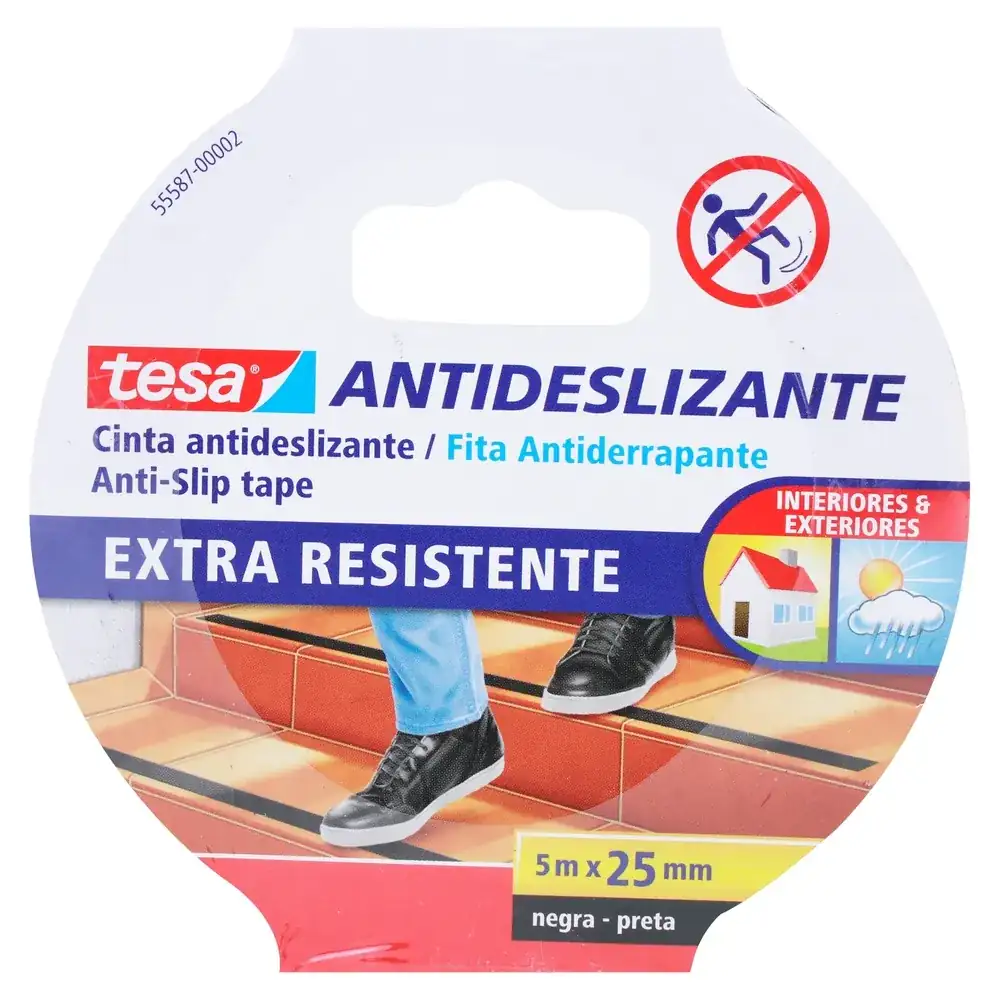 55587-00002
tesa® ANTIDESLIZANTE
Cinta antideslizante / Fita Antiderrapante
Anti-Slip tape
INTERIORES &
EXTERIORES
EXTRA RESISTENTE
5 m x 25 mm
negra - preta